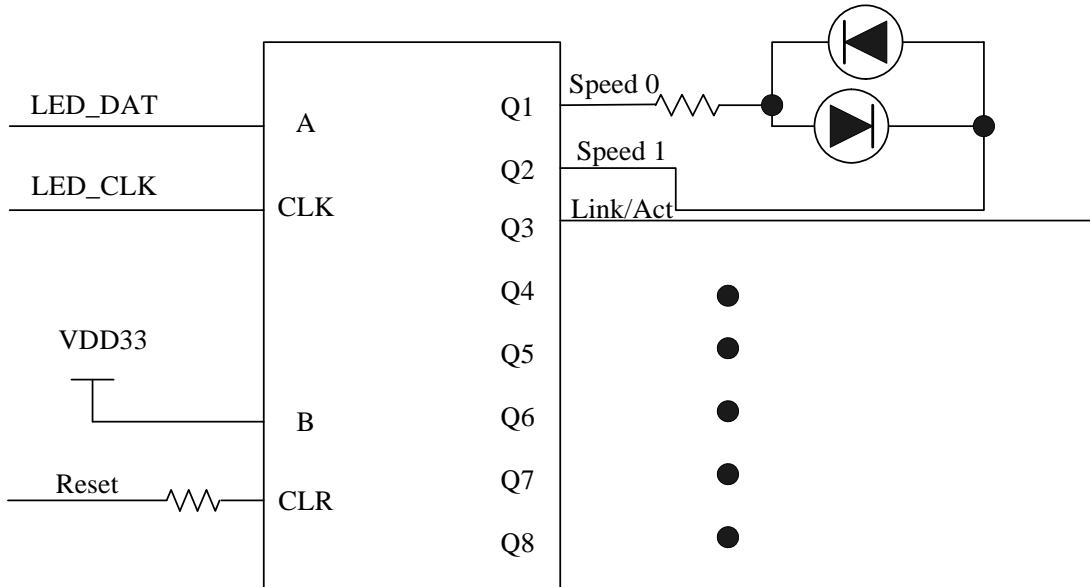 LED_DAT
LED_CLK
VDD33
Reset
A
CLK
B
CLR
Q1
Q2
Q3
Q4
Q5
Q6
Q7
Q8
Speed 0
Speed 1
Link/Act